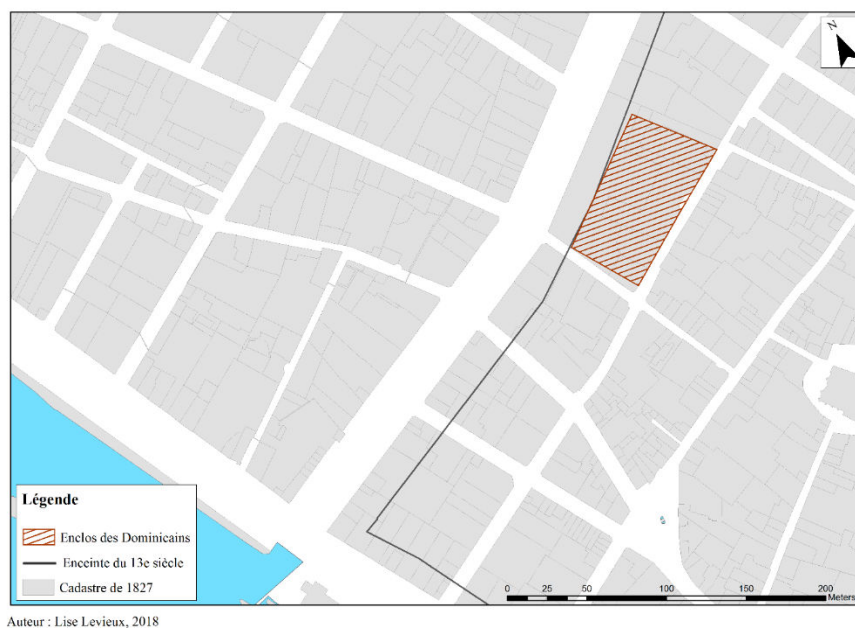 N
Légende
Enclos des Dominicains
Enceinte du 13e siècle
Cadastre de 1827
0 25 50 100 150 200
Meters
Auteur : Lise Levieux, 2018